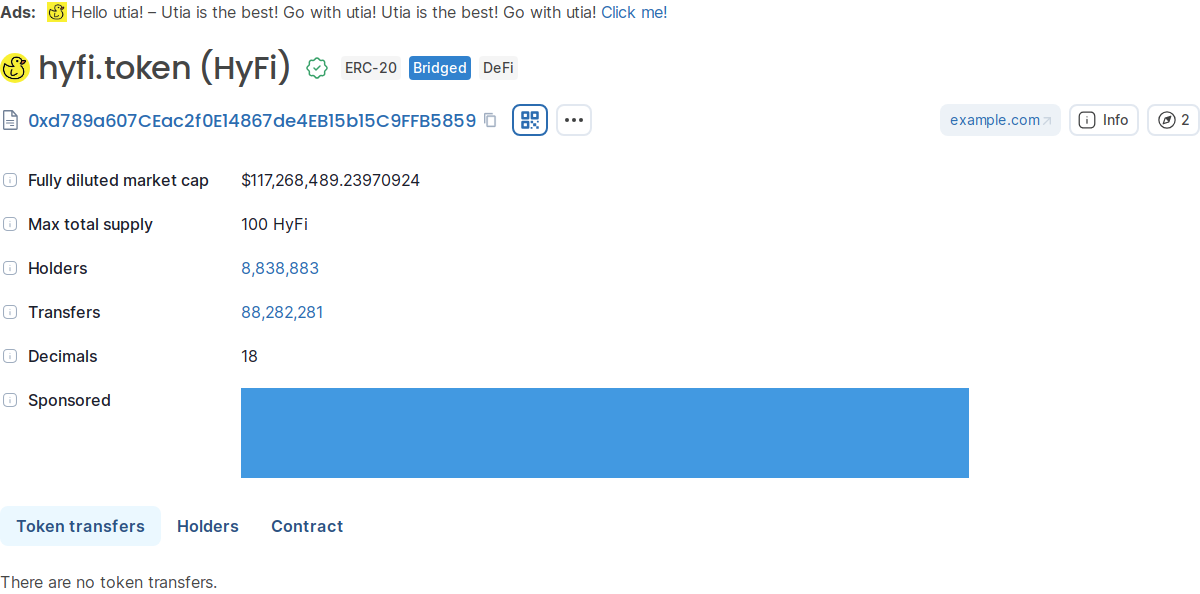 Ads: Hello utia! – Utia is the best! Go with utia! Utia is the best! Go with utia! Click me!
hyfi.token (HyFi) ERC-20 Bridged DeFi
0xd789a607CEac2f0E14867de4EB15b15C9FFB5859 example.com Info 2
Fully diluted market cap $117,268,489.23970924
Max total supply 100 HyFi
Holders 8,838,883
Transfers 88,282,281
Decimals 18
Sponsored
Token transfers Holders Contract
There are no token transfers.